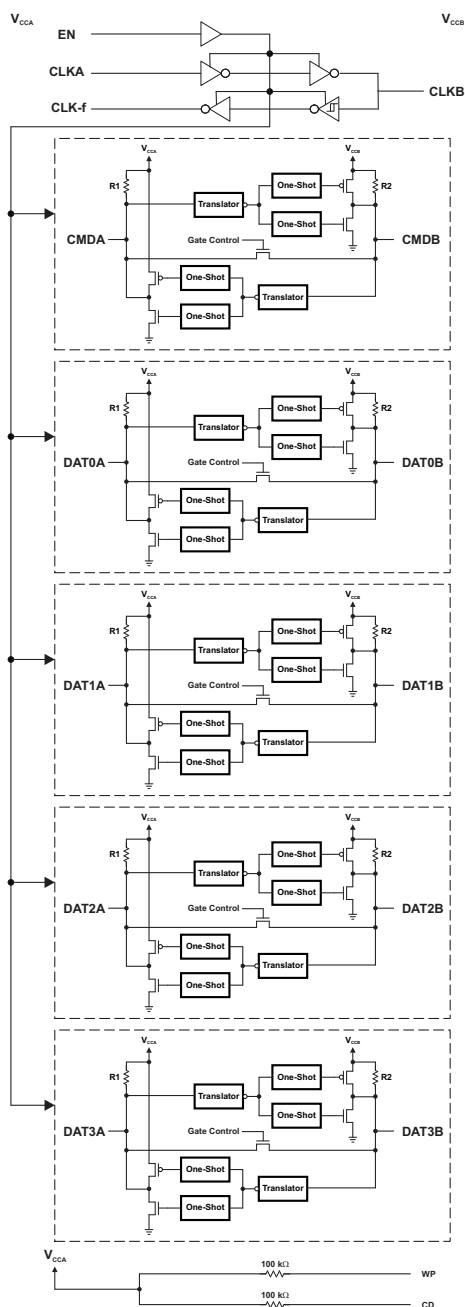 VCCA VCCB
EN
CLKA
CLKB
CLK-f
VCCA VCCB
R1 One-Shot R2
Translator
One-Shot
CMDA Gate Control CMDB
One-Shot
Translator
One-Shot
VCCA VCCB
R1 One-Shot R2
Translator
One-Shot
DAT0A Gate Control DAT0B
One-Shot
Translator
One-Shot
VCCA VCCB
R1 One-Shot R2
Translator
One-Shot
DAT1A Gate Control DAT1B
One-Shot
Translator
One-Shot
VCCA VCCB
R1 One-Shot R2
Translator
One-Shot
DAT2A Gate Control DAT2B
One-Shot
Translator
One-Shot
VCCA VCCB
R1 One-Shot R2
Translator
One-Shot
DAT3A Gate Control DAT3B
One-Shot
Translator
One-Shot
VCCA
100 kΩ
WP
100 kΩ
CD